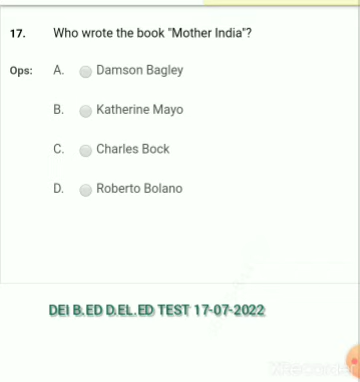 17. Who wrote the book "Mother India"?
Ops: A. Damson Bagley
B. Katherine Mayo
C. Charles Bock
D. Roberto Bolano
DEI B.ED D.EL.ED TEST 17-07-2022